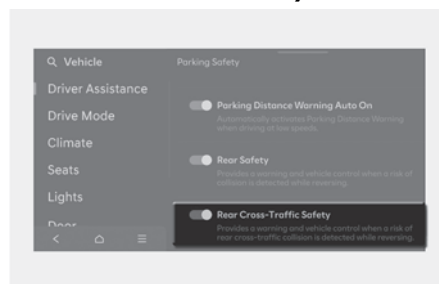 Vehicle
Parking Safety
Driver Assistance
Parking Distance Warning Auto On
Automatically activates Parking Distance Warning
when driving at low speeds.
Drive Mode
Climate
Rear Safety
Provides a warning and vehicle control when a risk of
collision is detected while reversing.
Seats
Lights
Rear Cross-Traffic Safety
Provides a warning and vehicle control when a risk of
rear cross-traffic collision is detected while reversing.